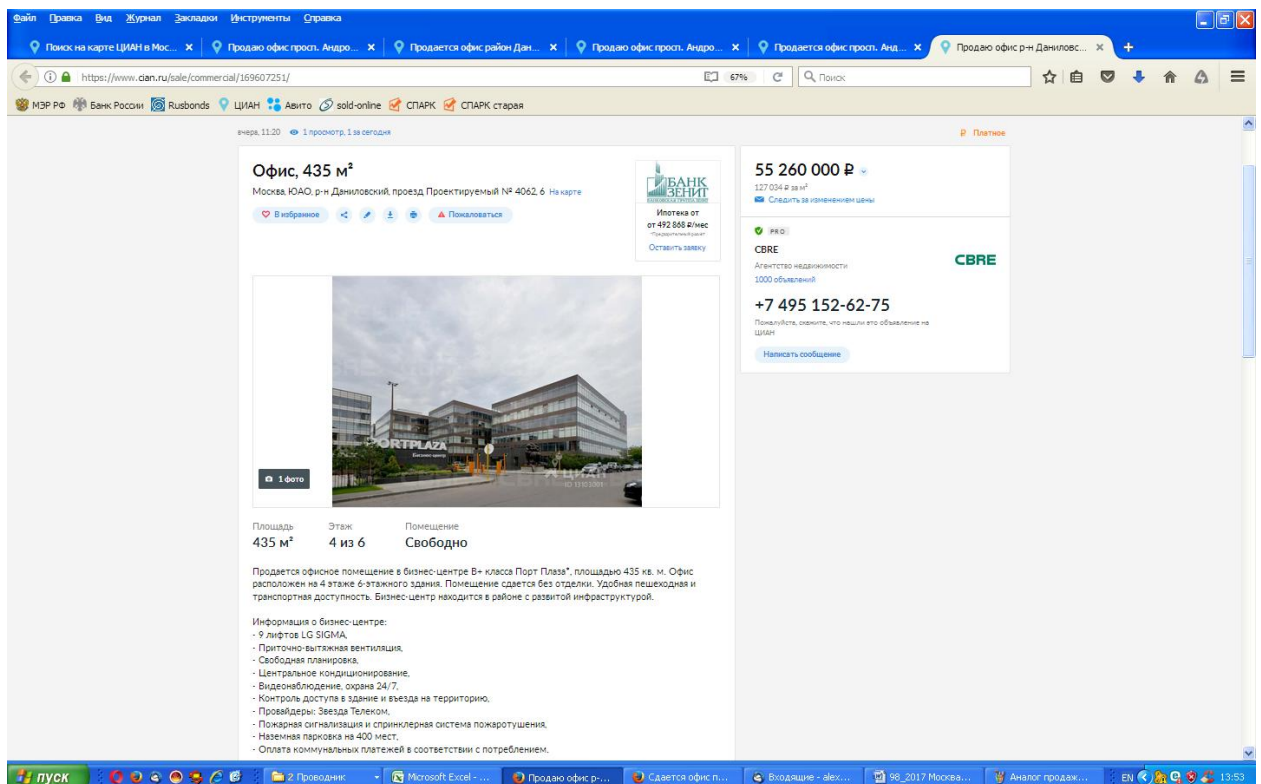 Файл Правка Вид Журнал Закладки Инструменты Справка
Поиск на карте ЦИАН в Мос... Продаю офис просп. Андро... Продается офис район Дан... Продаю офис просп. Андро... Продается офис просп. Анд... Продаю офис р-н Даниловс...
https://www.cian.ru/sale/commercial/169607251/ 67% Поиск
МЭР РФ Банк России Rusbonds ЦИАН Авито sold-online СПАРК СПАРК старая
вчера, 11:20 1 просмотр, 1 за сегодня Платное
Офис, 435 м²
Москва, ЮАО, р-н Даниловский, проезд Проектируемый № 4062, 6 На карте
В избранное Пожаловаться
БАНК
ЗЕНИТ
БАНКОВСКАЯ ГРУППА ЗЕНИТ
Ипотека от
от 492 868 ₽/мес
Оставить заявку
55 260 000 ₽
127 034 ₽ за м²
Следить за изменением цены
PRO
CBRE
CBRE
Агентство недвижимости
1000 объявлений
+7 495 152-62-75
Пожалуйста, скажите, что нашли это объявление на
ЦИАН
Написать сообщение
PORTPLAZA
Бизнес-центр
ЦИАН
1 фото
Площадь Этаж Помещение
435 м² 4 из 6 Свободно
Продается офисное помещение в бизнес-центре В+ класса Порт Плаза", площадью 435 кв. м. Офис
расположен на 4 этаже 6-этажного здания. Помещение сдается без отделки. Удобная пешеходная и
транспортная доступность. Бизнес-центр находится в районе с развитой инфраструктурой.
Информация о бизнес-центре:
- 9 лифтов LG SIGMA,
- Приточно-вытяжная вентиляция,
- Свободная планировка,
- Центральное кондиционирование,
- Видеонаблюдение, охрана 24/7,
- Контроль доступа в здание и въезда на территорию,
- Провайдеры: Звезда Телеком,
- Пожарная сигнализация и спринклерная система пожаротушения,
- Наземная парковка на 400 мест,
- Оплата коммунальных платежей в соответствии с потреблением,
пуск 2 Проводник Microsoft Excel - ... Продаю офис р-... Сдается офис п... Входящие - alex... 98_2017 Москва... Аналог продаж... EN 13:53